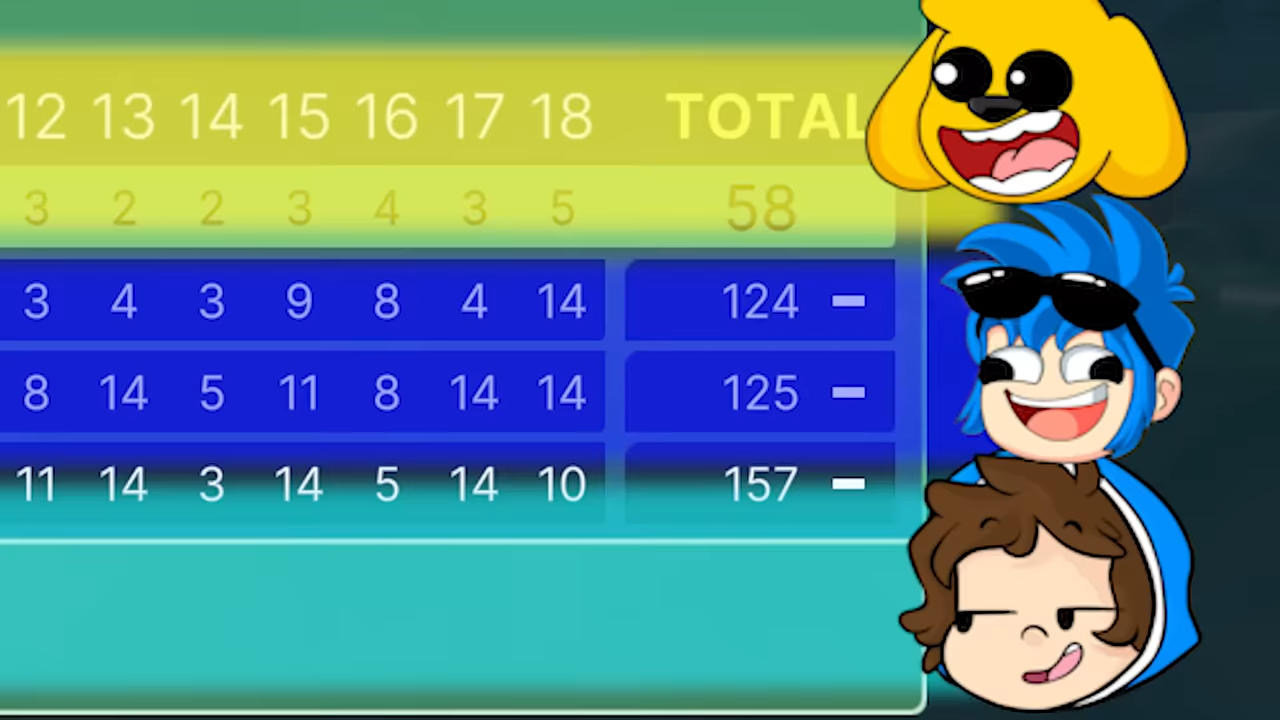 12 13 14 15 16 17 18 TOTAL
3 2 2 3 4 3 5 58
3 4 3 9 8 4 14 124 –
8 14 5 11 8 14 14 125 –
11 14 3 14 5 14 10 157 –